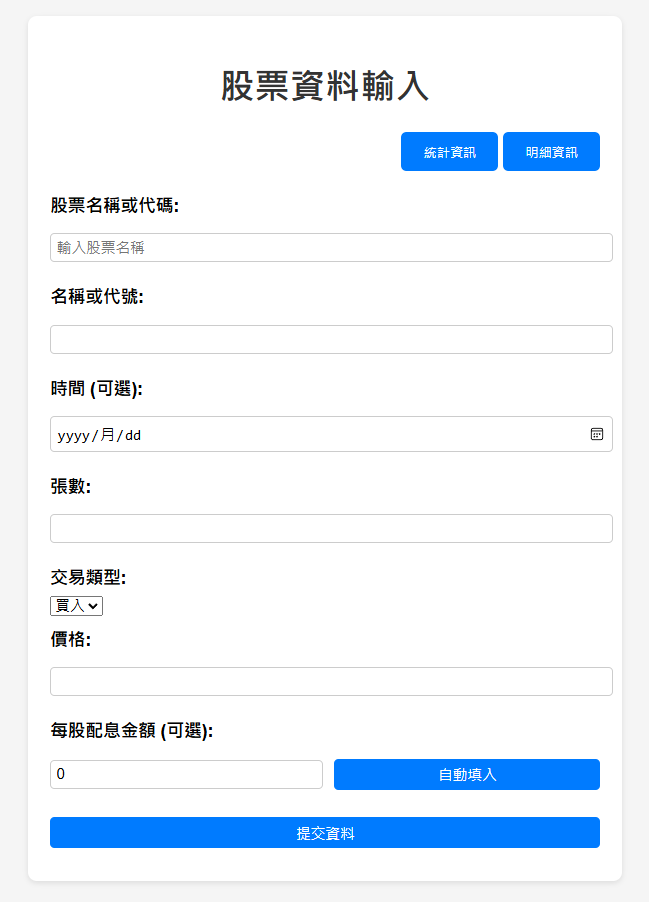 股票資料輸入
統計資訊 明細資訊
股票名稱或代碼:
輸入股票名稱
名稱或代號:
時間 (可選):
yyyy/月/dd
張數:
交易類型:
買入
價格:
每股配息金額 (可選):
0 自動填入
提交資料